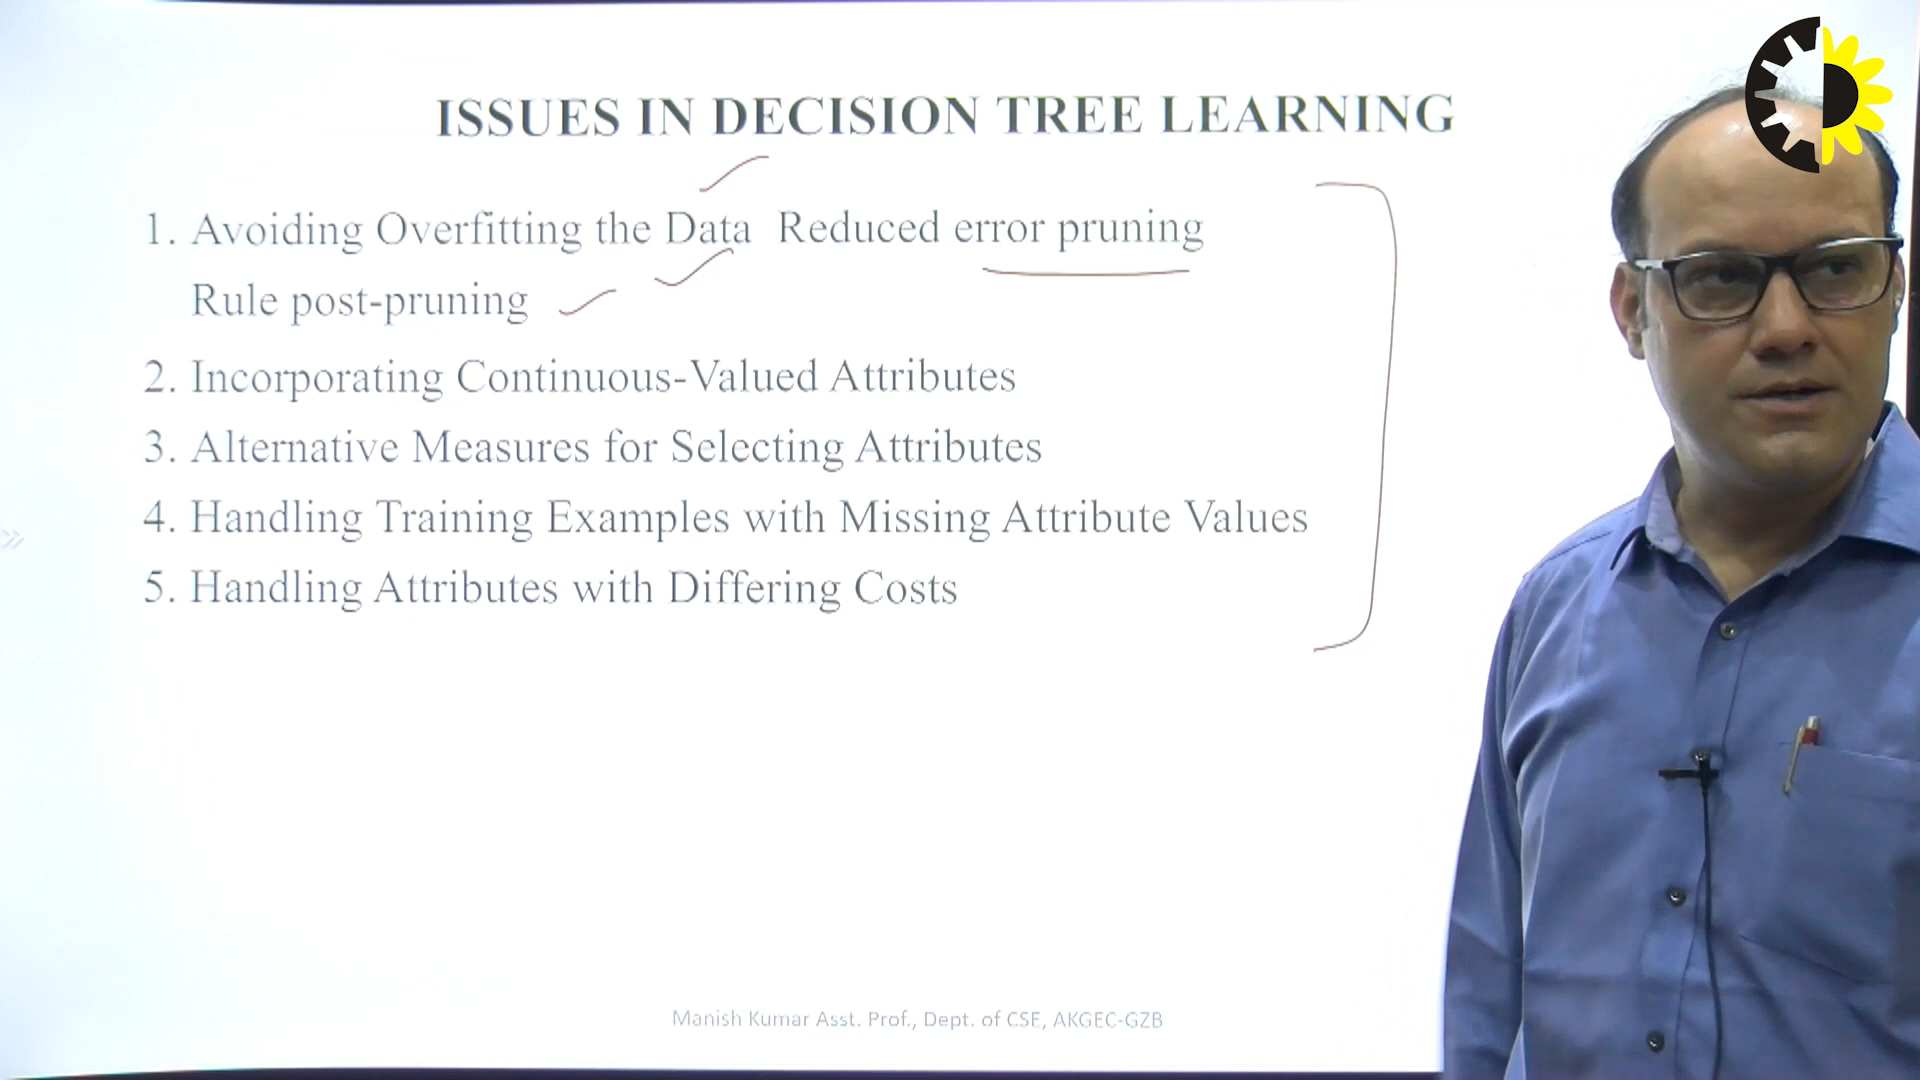 ISSUES IN DECISION TREE LEARNING
1. Avoiding Overfitting the Data Reduced error pruning
Rule post-pruning
2. Incorporating Continuous-Valued Attributes
3. Alternative Measures for Selecting Attributes
4. Handling Training Examples with Missing Attribute Values
5. Handling Attributes with Differing Costs
Manish Kumar Asst. Prof., Dept. of CSE, AKGEC-GZB